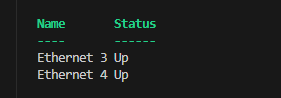 Name       Status
----       ------
Ethernet 3 Up
Ethernet 4 Up